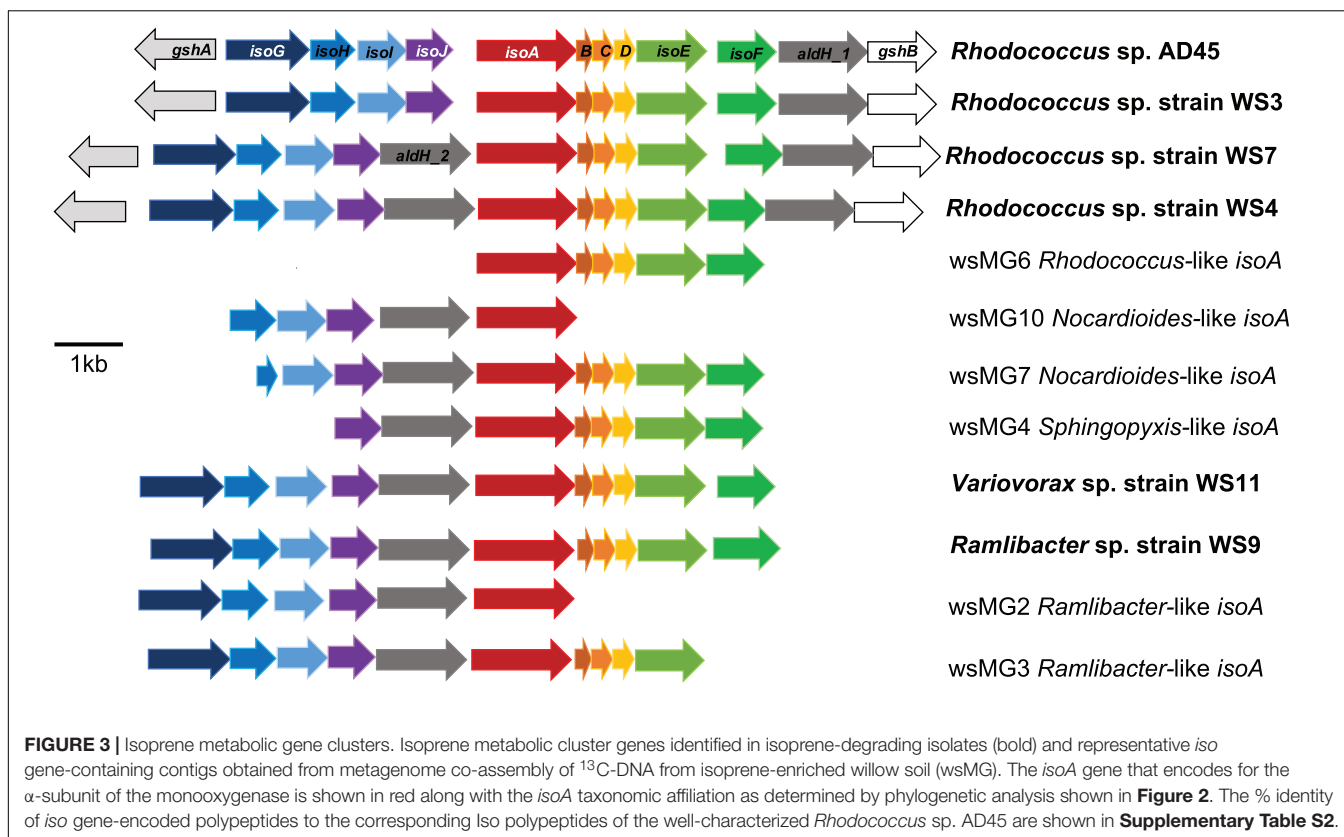 gshA isoG isoH isoI isoJ isoA B C D isoE isoF aldH_1 gshB Rhodococcus sp. AD45
Rhodococcus sp. strain WS3
aldH_2 Rhodococcus sp. strain WS7
Rhodococcus sp. strain WS4
wsMG6 Rhodococcus-like isoA
wsMG10 Nocardioides-like isoA
1kb
wsMG7 Nocardioides-like isoA
wsMG4 Sphingopyxis-like isoA
Variovorax sp. strain WS11
Ramlibacter sp. strain WS9
wsMG2 Ramlibacter-like isoA
wsMG3 Ramlibacter-like isoA
FIGURE 3 | Isoprene metabolic gene clusters. Isoprene metabolic cluster genes identified in isoprene-degrading isolates (bold) and representative iso
gene-containing contigs obtained from metagenome co-assembly of ¹³C-DNA from isoprene-enriched willow soil (wsMG). The isoA gene that encodes for the
α-subunit of the monooxygenase is shown in red along with the isoA taxonomic affiliation as determined by phylogenetic analysis shown in Figure 2. The % identity
of iso gene-encoded polypeptides to the corresponding Iso polypeptides of the well-characterized Rhodococcus sp. AD45 are shown in Supplementary Table S2.